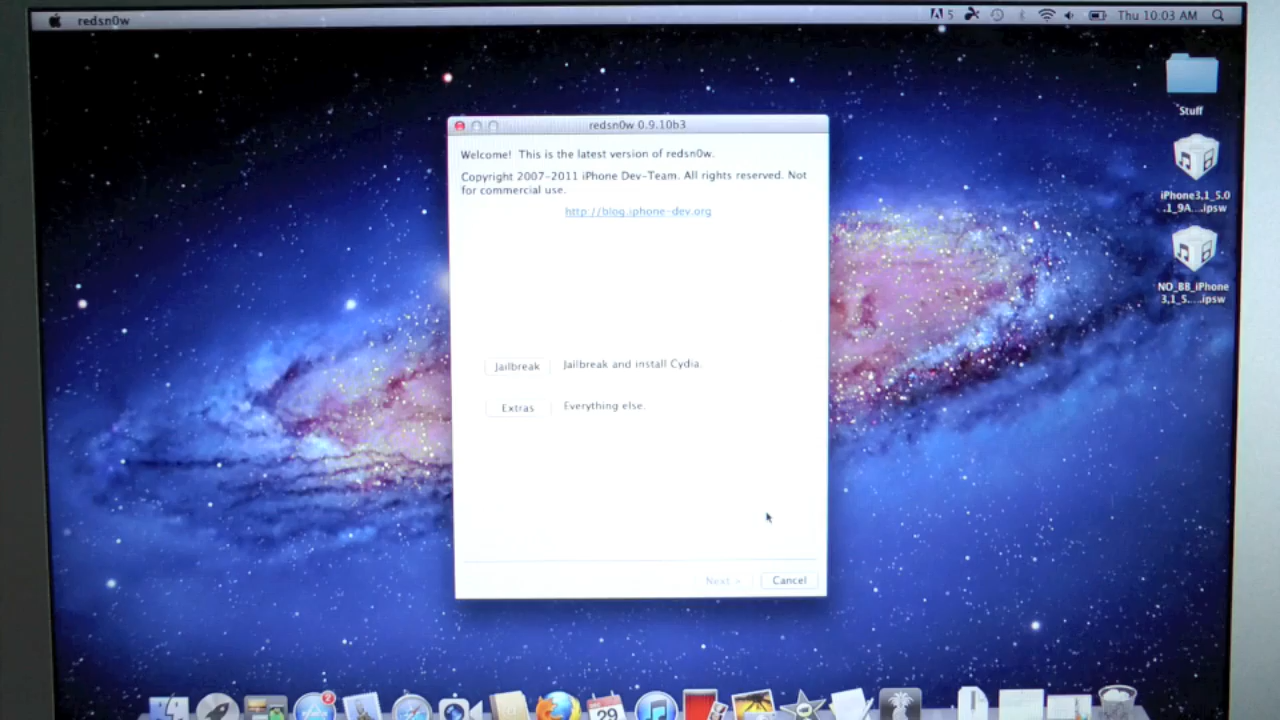 redsn0w
5 Thu 10:03 AM
Stuff
iPhone3,1_5.0
.1_9A....ipsw
NO_BB_iPhone
3,1_5....ipsw
redsn0w 0.9.10b3
Welcome! This is the latest version of redsn0w.
Copyright 2007-2011 iPhone Dev-Team. All rights reserved. Not
for commercial use.
http://blog.iphone-dev.org
Jailbreak Jailbreak and install Cydia.
Extras Everything else.
Next > Cancel
29